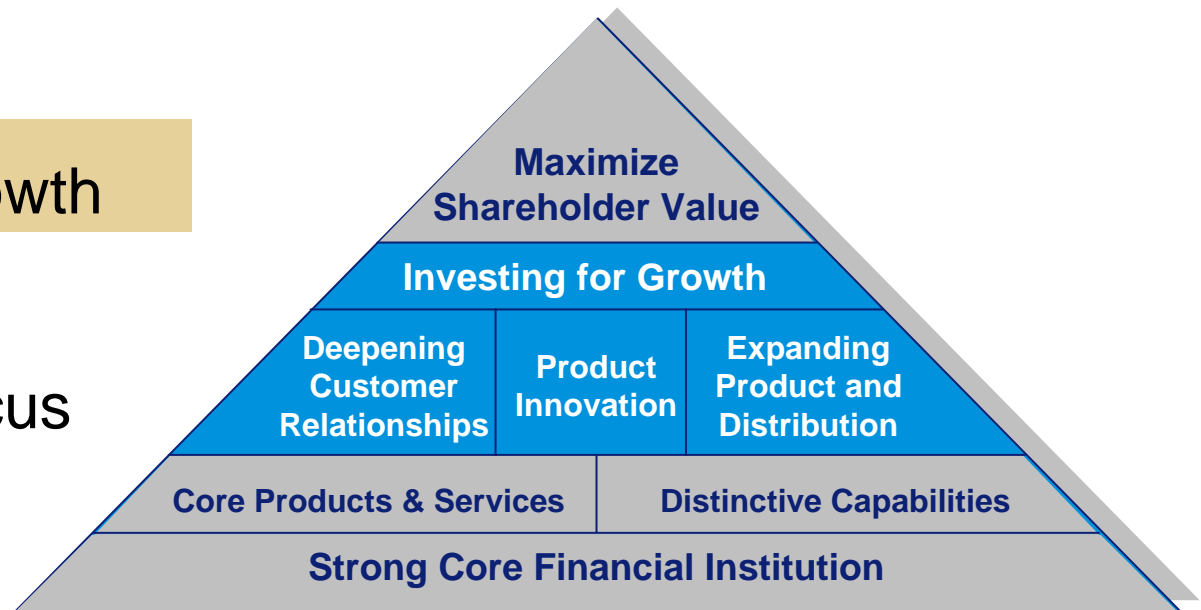 owth
cus
Maximize
Shareholder Value
Investing for Growth
Deepening
Customer
Relationships
Product
Innovation
Expanding
Product and
Distribution
Core Products & Services
Distinctive Capabilities
Strong Core Financial Institution